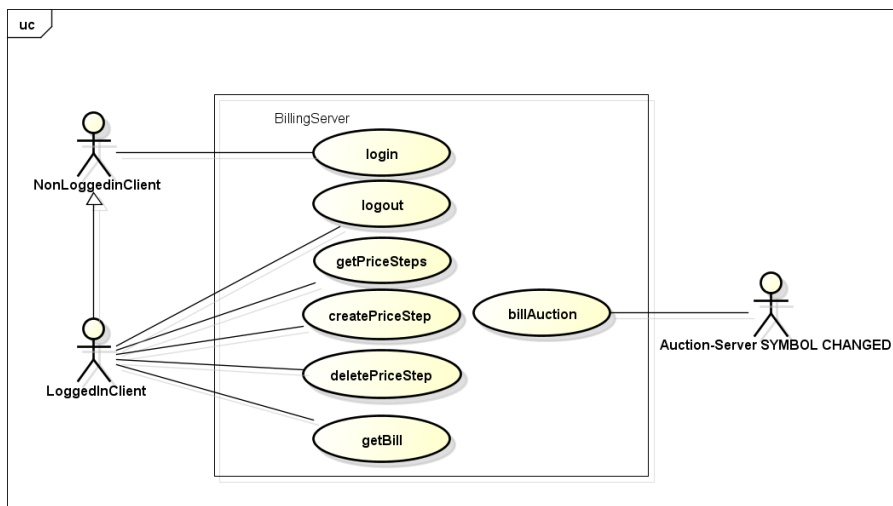 uc
BillingServer
login
NonLoggedinClient
logout
getPriceSteps
createPriceStep
billAuction
Auction-Server SYMBOL CHANGED
deletePriceStep
LoggedInClient
getBill